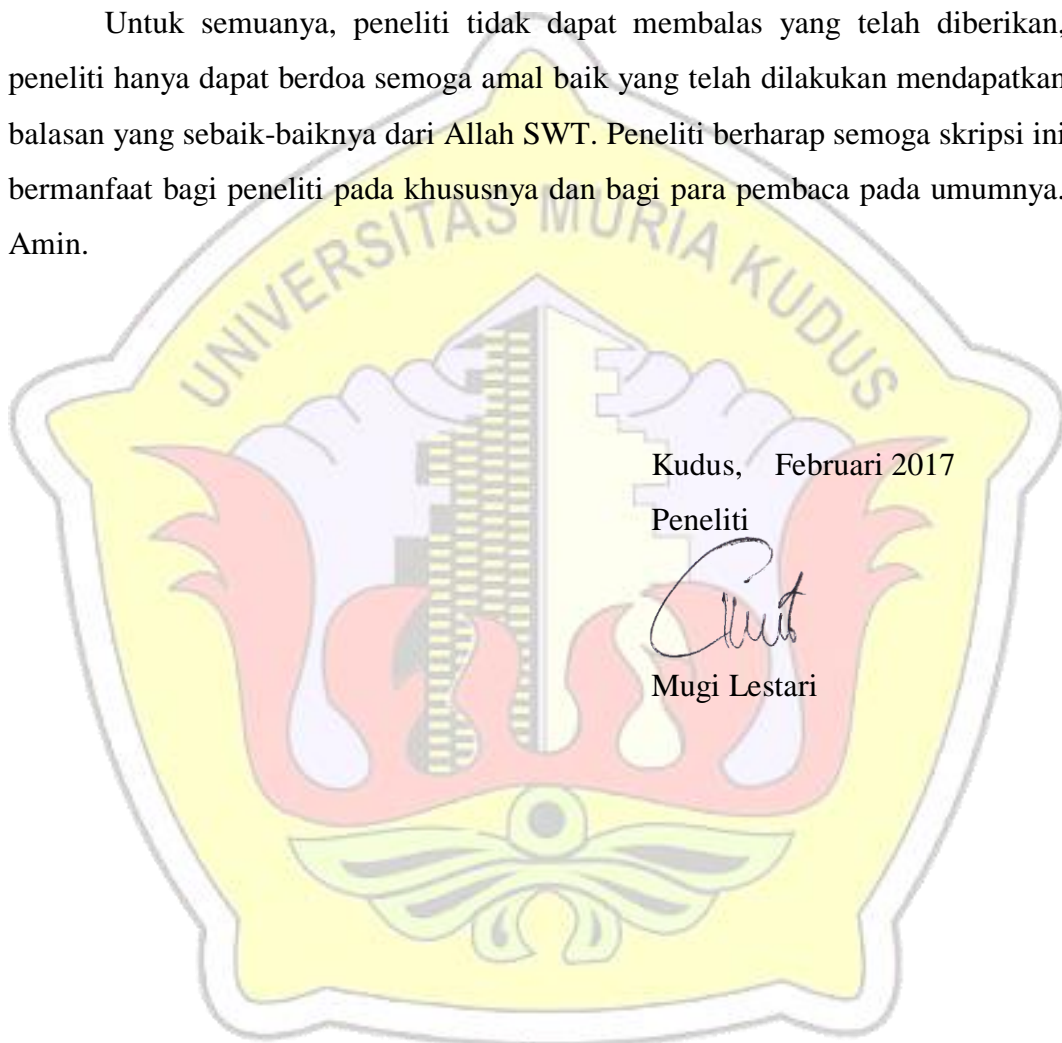 Untuk semuanya, peneliti tidak dapat membalas yang telah diberikan,
peneliti hanya dapat berdoa semoga amal baik yang telah dilakukan mendapatkan
balasan yang sebaik-baiknya dari Allah SWT. Peneliti berharap semoga skripsi ini
bermanfaat bagi peneliti pada khususnya dan bagi para pembaca pada umumnya.
Amin.
UNIVERSITAS MURIA KUDUS
Kudus, Februari 2017
Peneliti
Mugi Lestari